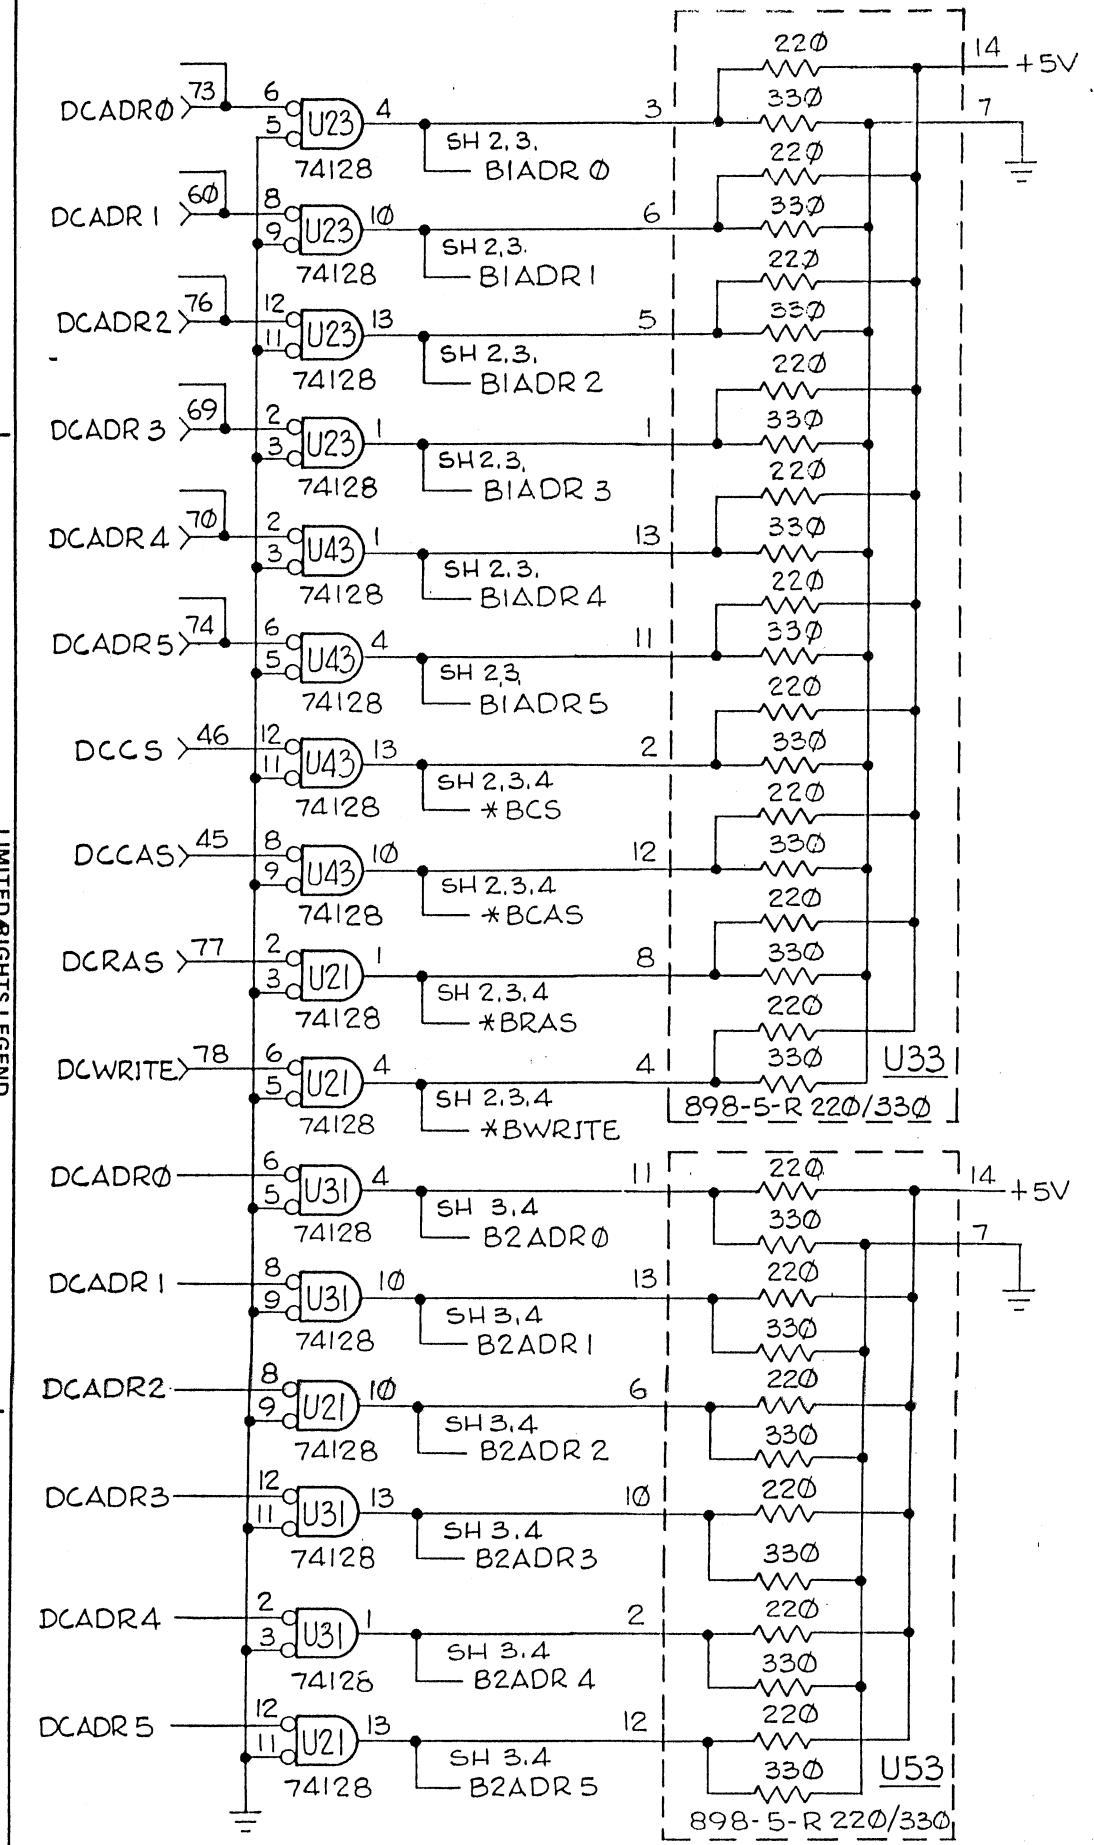 220
14
+5V
73
6
330
DCADRØ
5
U23
4
3
7
SH 2,3.
74128
B1ADR Ø
220
60
8
330
DCADR 1
9
U23
10
6
SH 2,3.
74128
B1ADR1
220
76
12
330
DCADR2
11
U23
13
5
SH 2,3,
74128
B1ADR 2
220
69
2
330
DCADR 3
3
U23
1
1
SH 2,3,
74128
B1ADR 3
220
70
2
330
DCADR 4
3
U43
1
13
SH 2,3,
74128
B1ADR 4
220
74
6
330
DCADR5
5
U43
4
11
SH 2,3,
74128
B1ADR5
220
46
12
330
DCCS
11
U43
13
2
SH 2,3,4
74128
*BCS
220
45
8
330
DCCAS
9
U43
10
12
SH 2,3,4
74128
*BCAS
220
77
2
330
DCRAS
3
U21
1
8
SH 2,3,4
74128
*BRAS
220
78
6
330
U33
DCWRITE
5
U21
4
4
SH 2,3,4
898-5-R 220/330
74128
*BWRITE
LIMITED RIGHTS LEGEND
220
14
+5V
6
DCADRØ
5
U31
4
11
SH 3,4
330
7
74128
B2ADRØ
8
220
DCADR 1
9
U31
10
13
SH 3,4
330
74128
B2ADR1
8
220
DCADR2
9
U21
10
6
SH 3,4
330
74128
B2ADR 2
12
220
DCADR3
11
U31
13
10
SH 3,4
330
74128
B2ADR3
2
220
DCADR4
3
U31
1
2
SH 3,4
330
74128
B2ADR 4
12
220
DCADR 5
11
U21
13
12
SH 3,4
330
U53
74128
B2ADR5
898-5-R 220/330